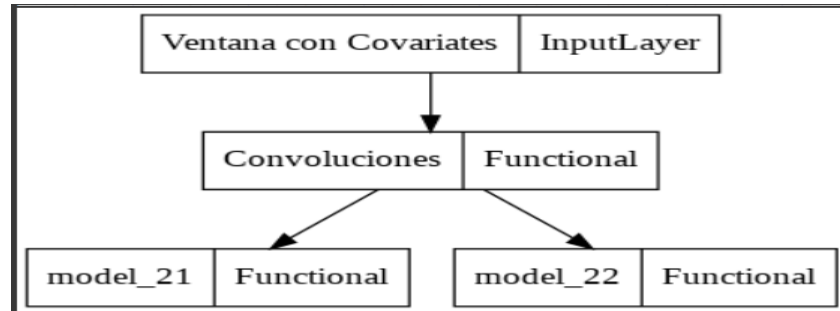 Ventana con Covariates InputLayer
Convoluciones Functional
model_21 Functional model_22 Functional